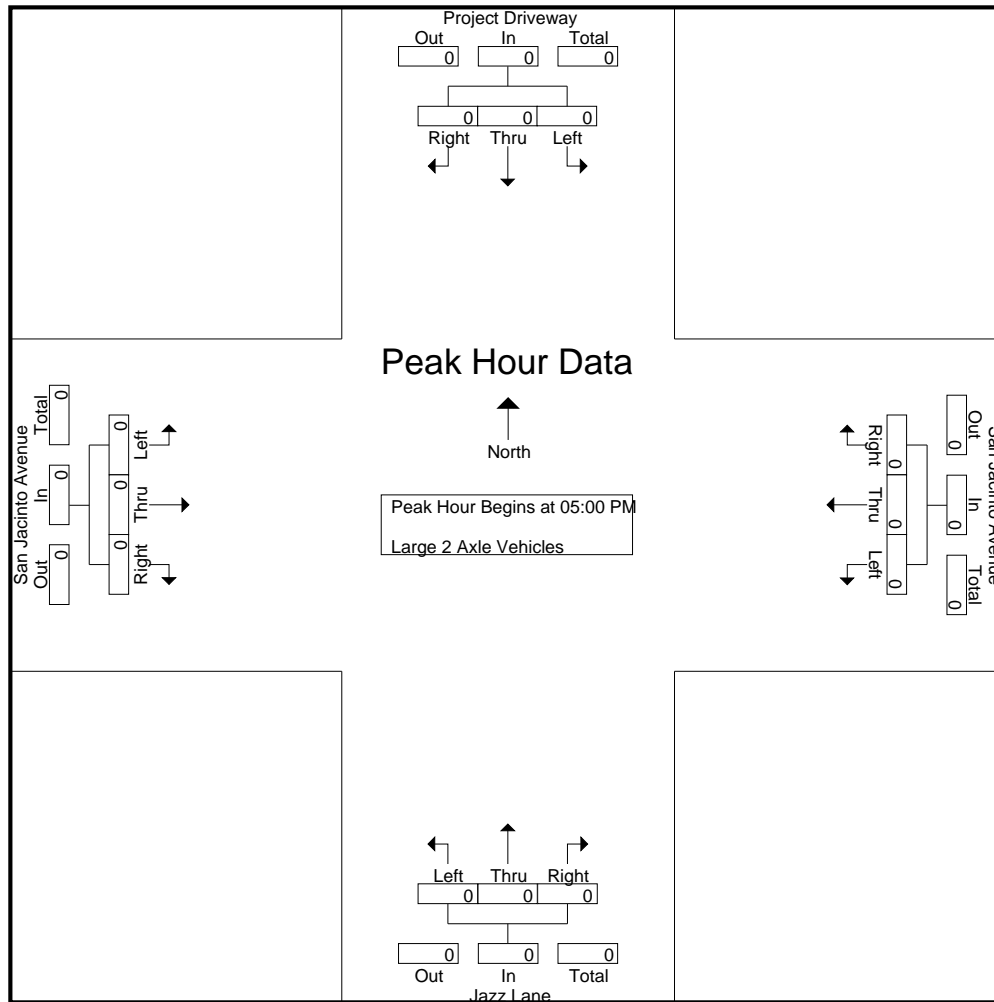 Project Driveway
Out In Total
0 0 0
0 0 0
Right Thru Left
Peak Hour Data
North
Peak Hour Begins at 05:00 PM
Large 2 Axle Vehicles
San Jacinto Avenue
Total In Out
0 0 0
0 0 0
Left Thru Right
Right Thru Left
0 0 0
0 0 0
Out In Total
San Jacinto Avenue
Left Thru Right
0 0 0
0 0 0
Out In Total
Jazz Lane